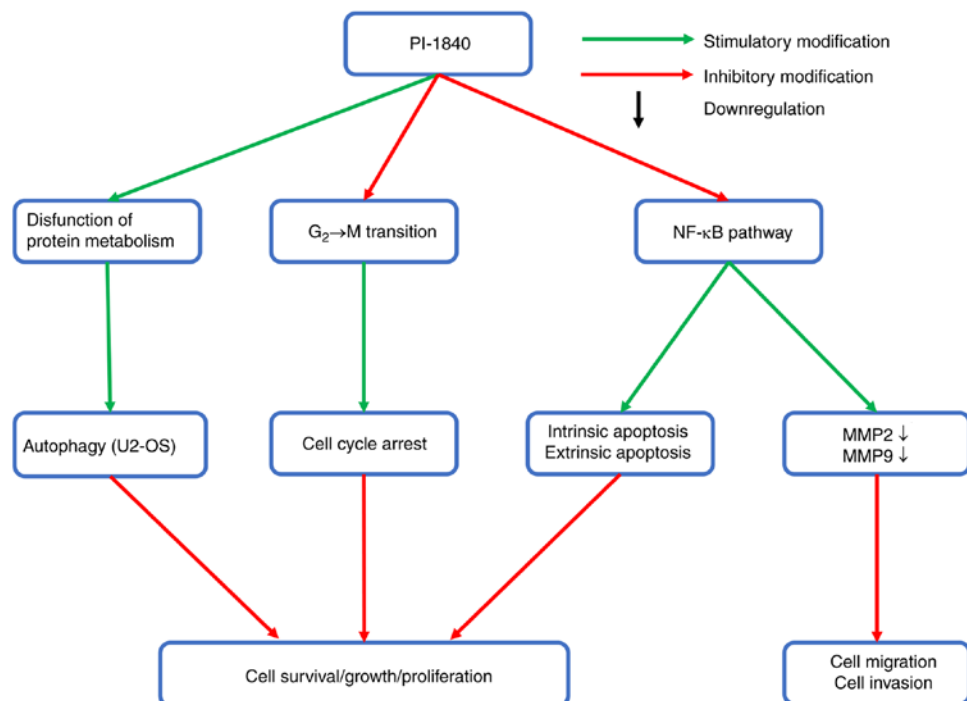 PI-1840
Stimulatory modification
Inhibitory modification
Downregulation
Disfunction of
protein metabolism
G₂→M transition
NF-κB pathway
Autophagy (U2-OS)
Cell cycle arrest
Intrinsic apoptosis
Extrinsic apoptosis
MMP2 ↓
MMP9 ↓
Cell survival/growth/proliferation
Cell migration
Cell invasion